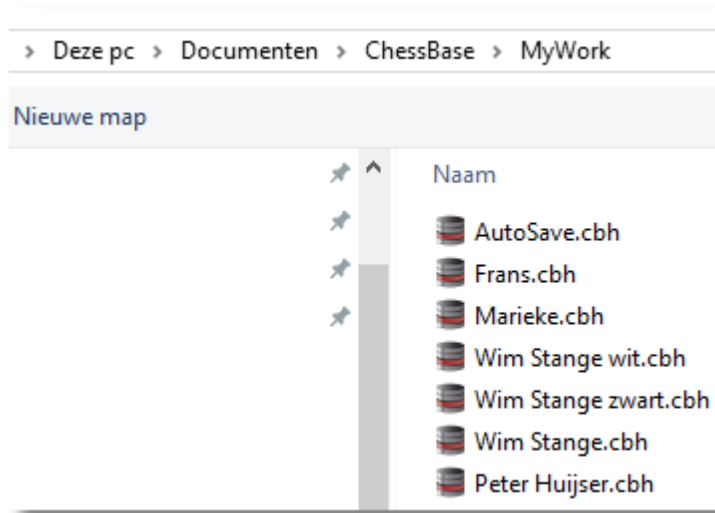 > Deze pc > Documenten > ChessBase > MyWork
Nieuwe map
Naam
AutoSave.cbh
Frans.cbh
Marieke.cbh
Wim Stange wit.cbh
Wim Stange zwart.cbh
Wim Stange.cbh
Peter Huijser.cbh